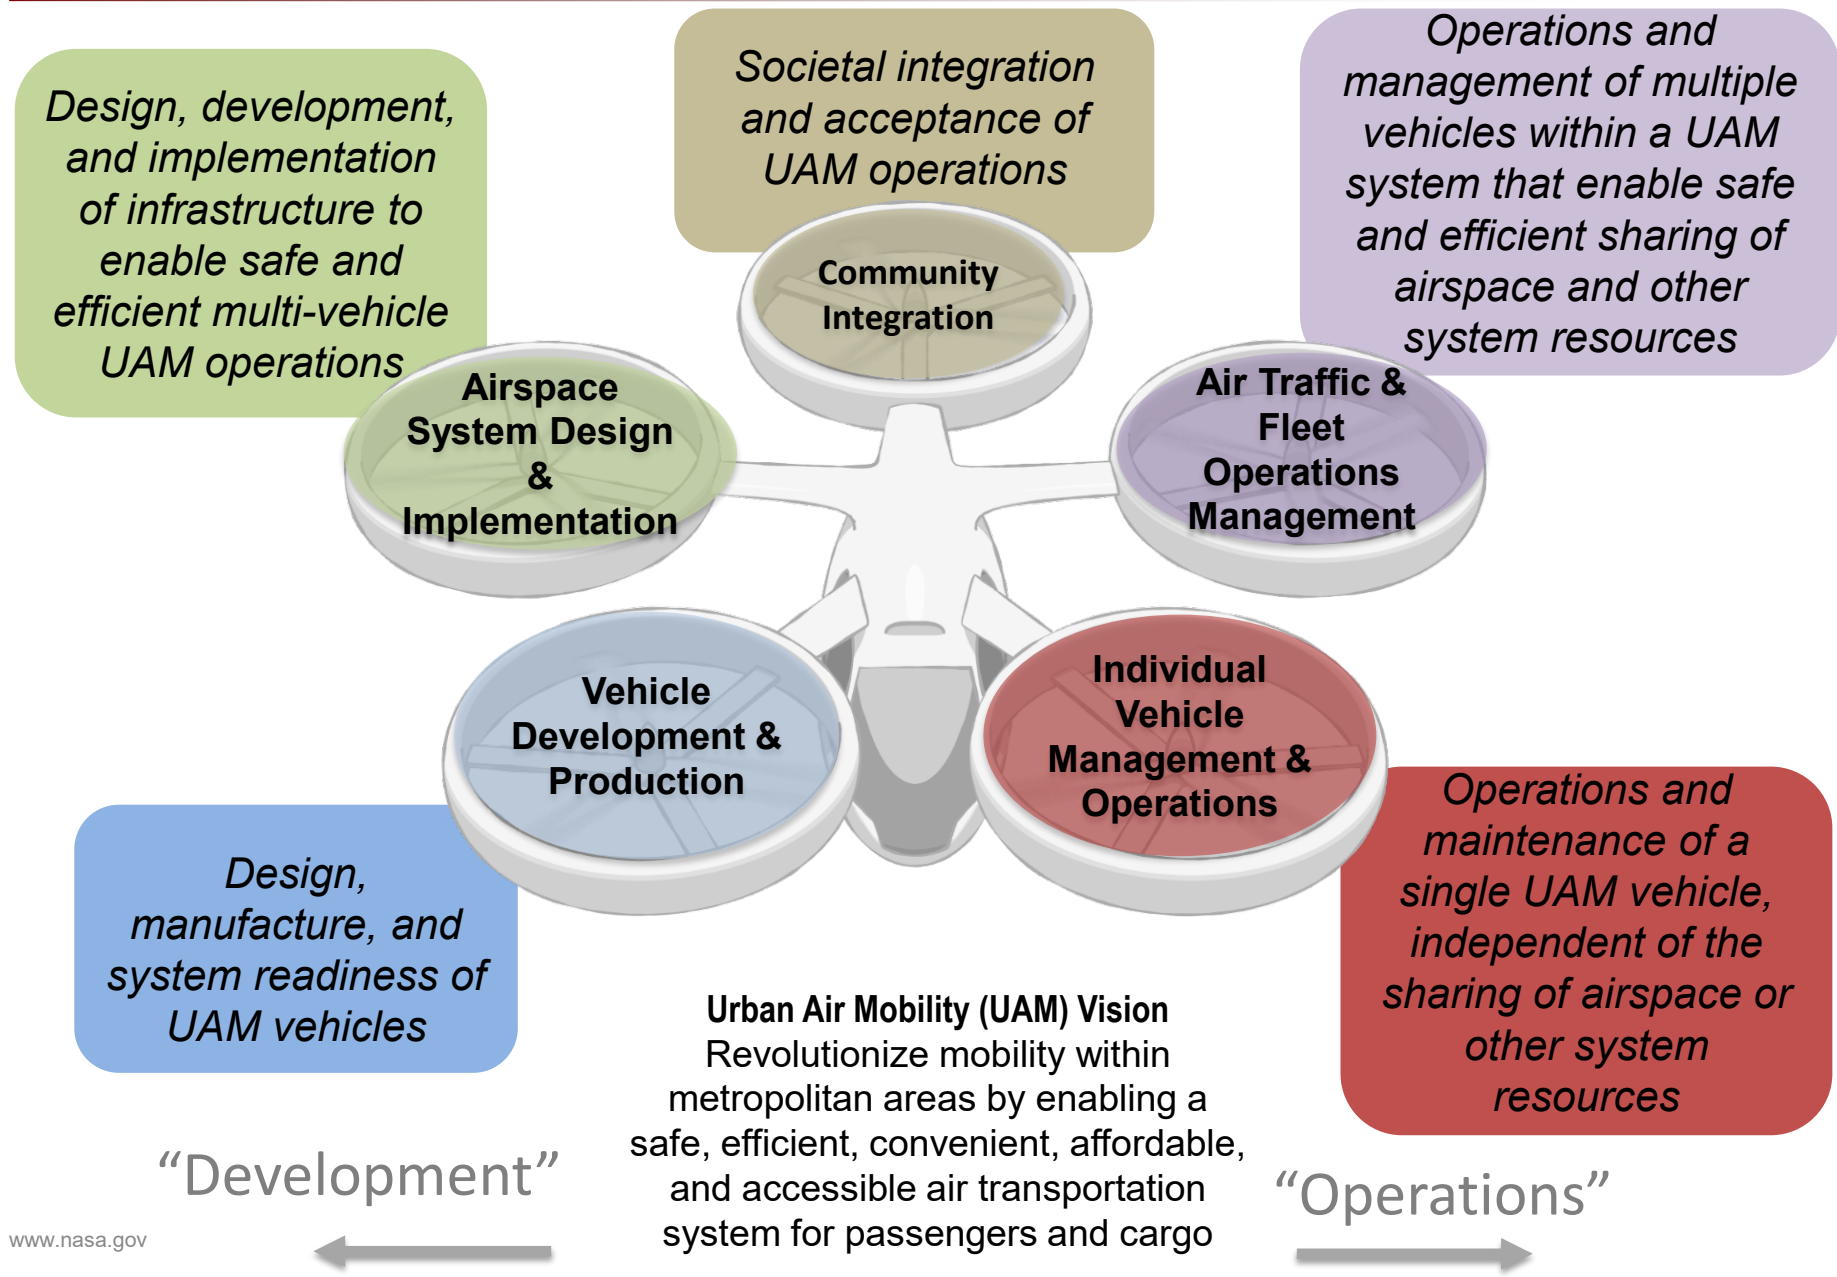 Design, development,
and implementation
of infrastructure to
enable safe and
efficient multi-vehicle
UAM operations
Societal integration
and acceptance of
UAM operations
Operations and
management of multiple
vehicles within a UAM
system that enable safe
and efficient sharing of
airspace and other
system resources
Community
Integration
Airspace
System Design
&
Implementation
Air Traffic &
Fleet
Operations
Management
Vehicle
Development &
Production
Individual
Vehicle
Management &
Operations
Design,
manufacture, and
system readiness of
UAM vehicles
Operations and
maintenance of a
single UAM vehicle,
independent of the
sharing of airspace or
other system
resources
Urban Air Mobility (UAM) Vision
Revolutionize mobility within
metropolitan areas by enabling a
safe, efficient, convenient, affordable,
and accessible air transportation
system for passengers and cargo
“Development”
“Operations”
www.nasa.gov